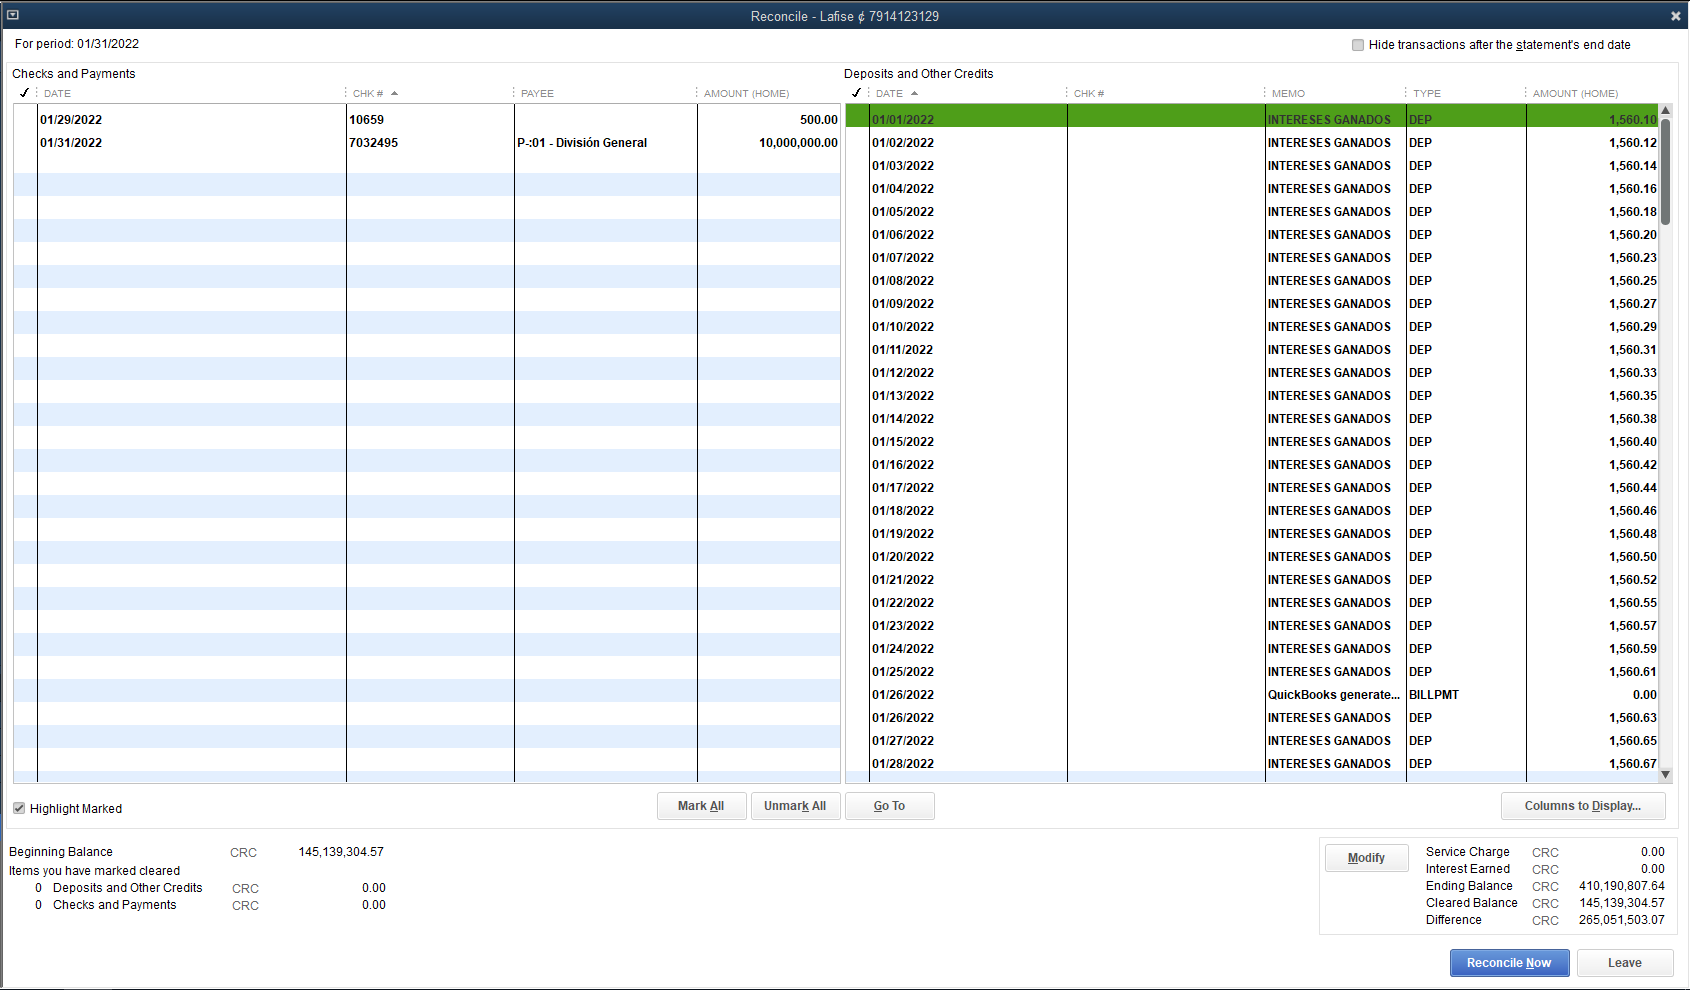 Reconcile - Lafise ¢ 7914123129
For period: 01/31/2022
Hide transactions after the statement's end date
Checks and Payments
DATE CHK # PAYEE AMOUNT (HOME)
01/29/2022 10659 500.00
01/31/2022 7032495 P-:01 - División General 10,000,000.00
Deposits and Other Credits
DATE CHK # MEMO TYPE AMOUNT (HOME)
01/01/2022 INTERESES GANADOS DEP 1,560.10
01/02/2022 INTERESES GANADOS DEP 1,560.12
01/03/2022 INTERESES GANADOS DEP 1,560.14
01/04/2022 INTERESES GANADOS DEP 1,560.16
01/05/2022 INTERESES GANADOS DEP 1,560.18
01/06/2022 INTERESES GANADOS DEP 1,560.20
01/07/2022 INTERESES GANADOS DEP 1,560.23
01/08/2022 INTERESES GANADOS DEP 1,560.25
01/09/2022 INTERESES GANADOS DEP 1,560.27
01/10/2022 INTERESES GANADOS DEP 1,560.29
01/11/2022 INTERESES GANADOS DEP 1,560.31
01/12/2022 INTERESES GANADOS DEP 1,560.33
01/13/2022 INTERESES GANADOS DEP 1,560.35
01/14/2022 INTERESES GANADOS DEP 1,560.38
01/15/2022 INTERESES GANADOS DEP 1,560.40
01/16/2022 INTERESES GANADOS DEP 1,560.42
01/17/2022 INTERESES GANADOS DEP 1,560.44
01/18/2022 INTERESES GANADOS DEP 1,560.46
01/19/2022 INTERESES GANADOS DEP 1,560.48
01/20/2022 INTERESES GANADOS DEP 1,560.50
01/21/2022 INTERESES GANADOS DEP 1,560.52
01/22/2022 INTERESES GANADOS DEP 1,560.55
01/23/2022 INTERESES GANADOS DEP 1,560.57
01/24/2022 INTERESES GANADOS DEP 1,560.59
01/25/2022 INTERESES GANADOS DEP 1,560.61
01/26/2022 QuickBooks generate... BILLPMT 0.00
01/26/2022 INTERESES GANADOS DEP 1,560.63
01/27/2022 INTERESES GANADOS DEP 1,560.65
01/28/2022 INTERESES GANADOS DEP 1,560.67
Highlight Marked
Mark All Unmark All Go To Columns to Display...
Beginning Balance CRC 145,139,304.57
Items you have marked cleared
0 Deposits and Other Credits CRC 0.00
0 Checks and Payments CRC 0.00
Modify
Service Charge CRC 0.00
Interest Earned CRC 0.00
Ending Balance CRC 410,190,807.64
Cleared Balance CRC 145,139,304.57
Difference CRC 265,051,503.07
Reconcile Now Leave